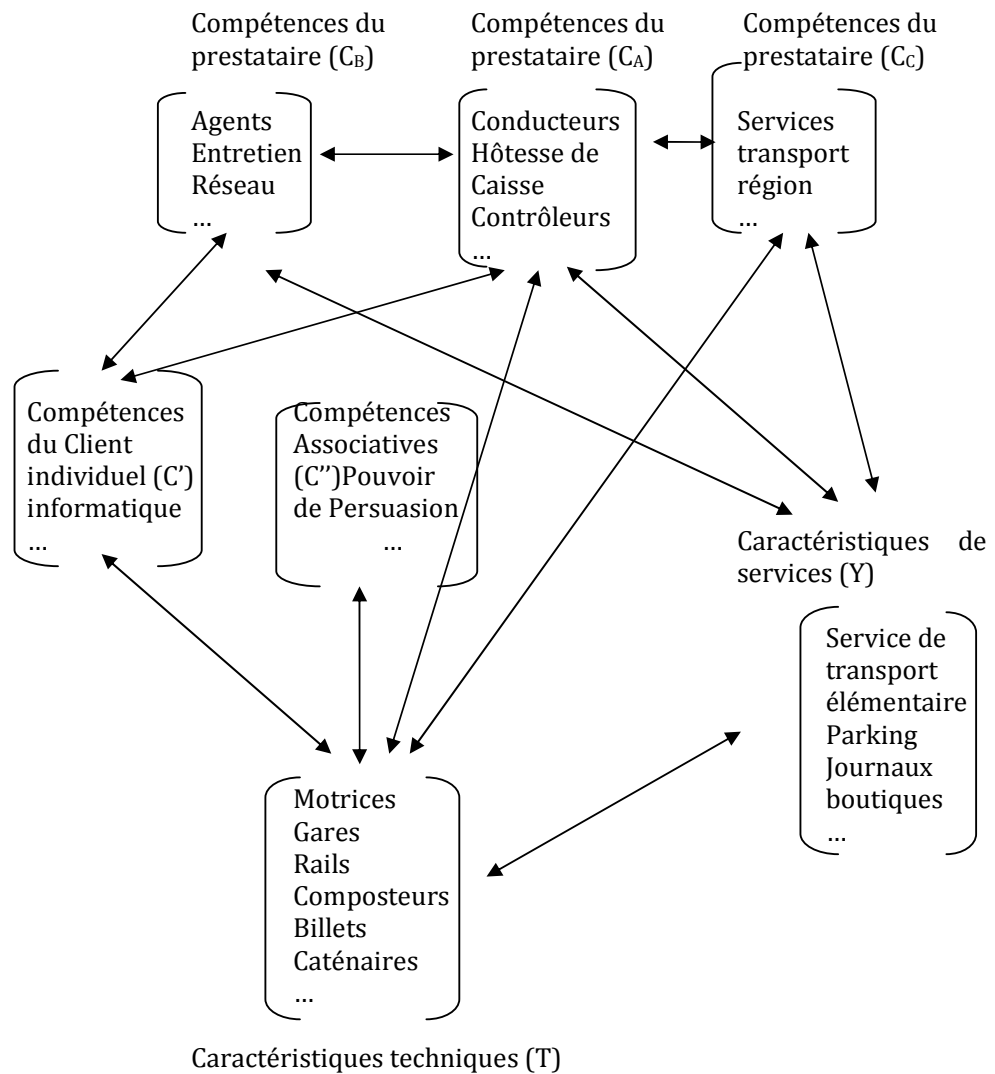 Compétences du
prestataire (CB)
Compétences du
prestataire (CA)
Compétences du
prestataire (CC)
Agents
Entretien
Réseau
...
Conducteurs
Hôtesse de
Caisse
Contrôleurs
...
Services
transport
région
...
Compétences
du Client
individuel (C')
informatique
...
Compétences
Associatives
(C'')Pouvoir
de Persuasion
...
Caractéristiques de
services (Y)
Service de
transport
élémentaire
Parking
Journaux
boutiques
...
Motrices
Gares
Rails
Composteurs
Billets
Caténaires
...
Caractéristiques techniques (T)